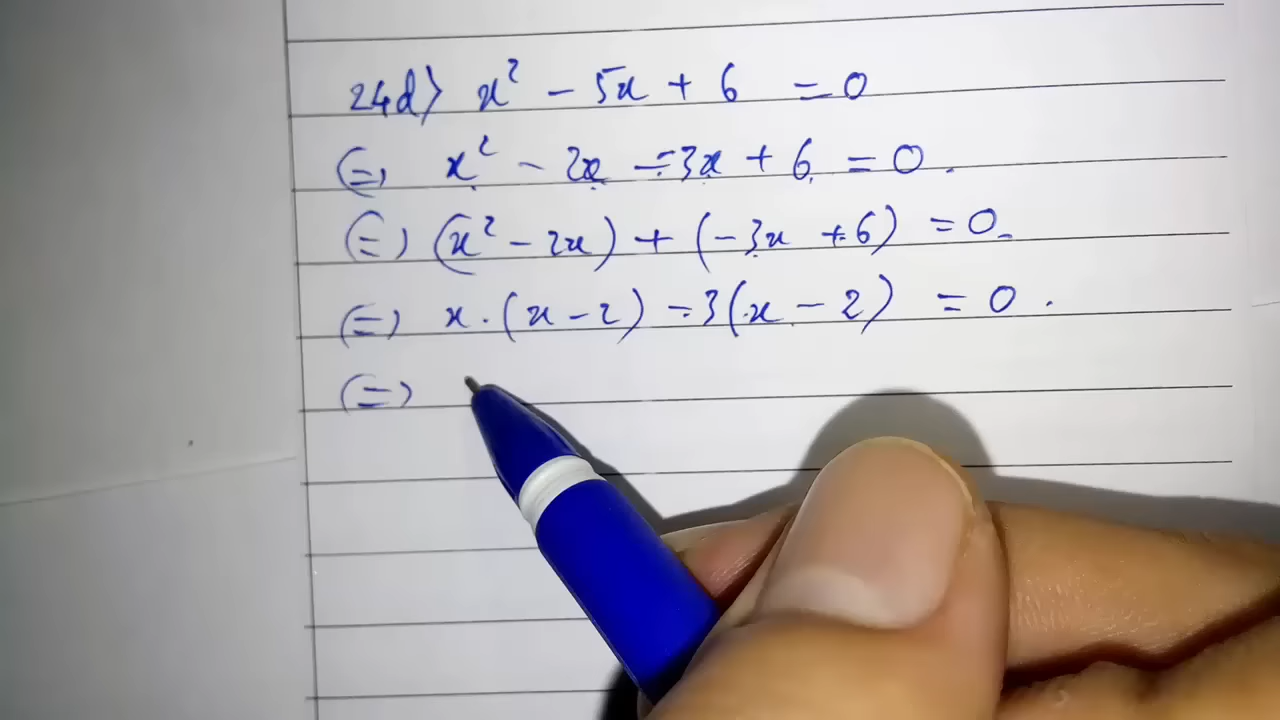 24d) x² - 5x + 6 = 0
(=) x² - 2x - 3x + 6 = 0.
(=) (x² - 2x) + (-3x + 6) = 0
(=) x.(x - 2) - 3(x - 2) = 0.
(=)